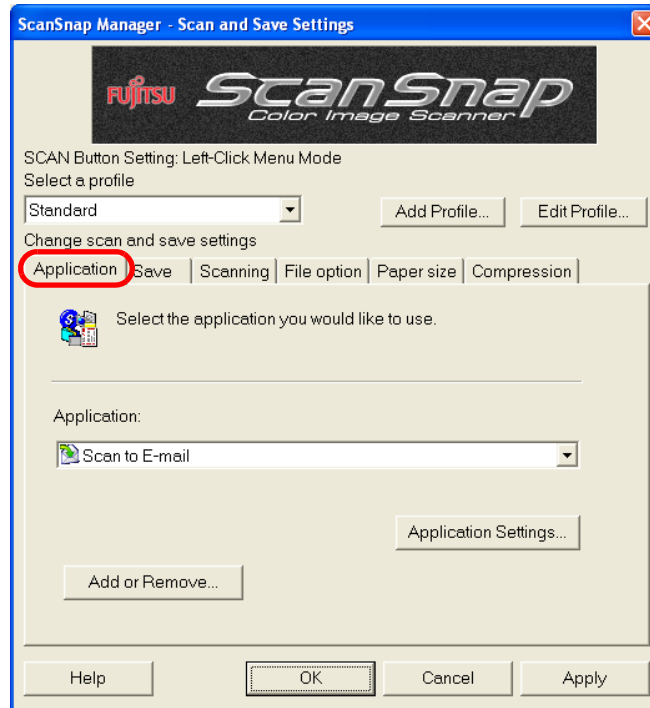 ScanSnap Manager - Scan and Save Settings
FUJITSU ScanSnap
Color Image Scanner
SCAN Button Setting: Left-Click Menu Mode
Select a profile
Standard Add Profile... Edit Profile...
Change scan and save settings
Application Save Scanning File option Paper size Compression
Select the application you would like to use.
Application:
Scan to E-mail
Application Settings...
Add or Remove...
Help OK Cancel Apply